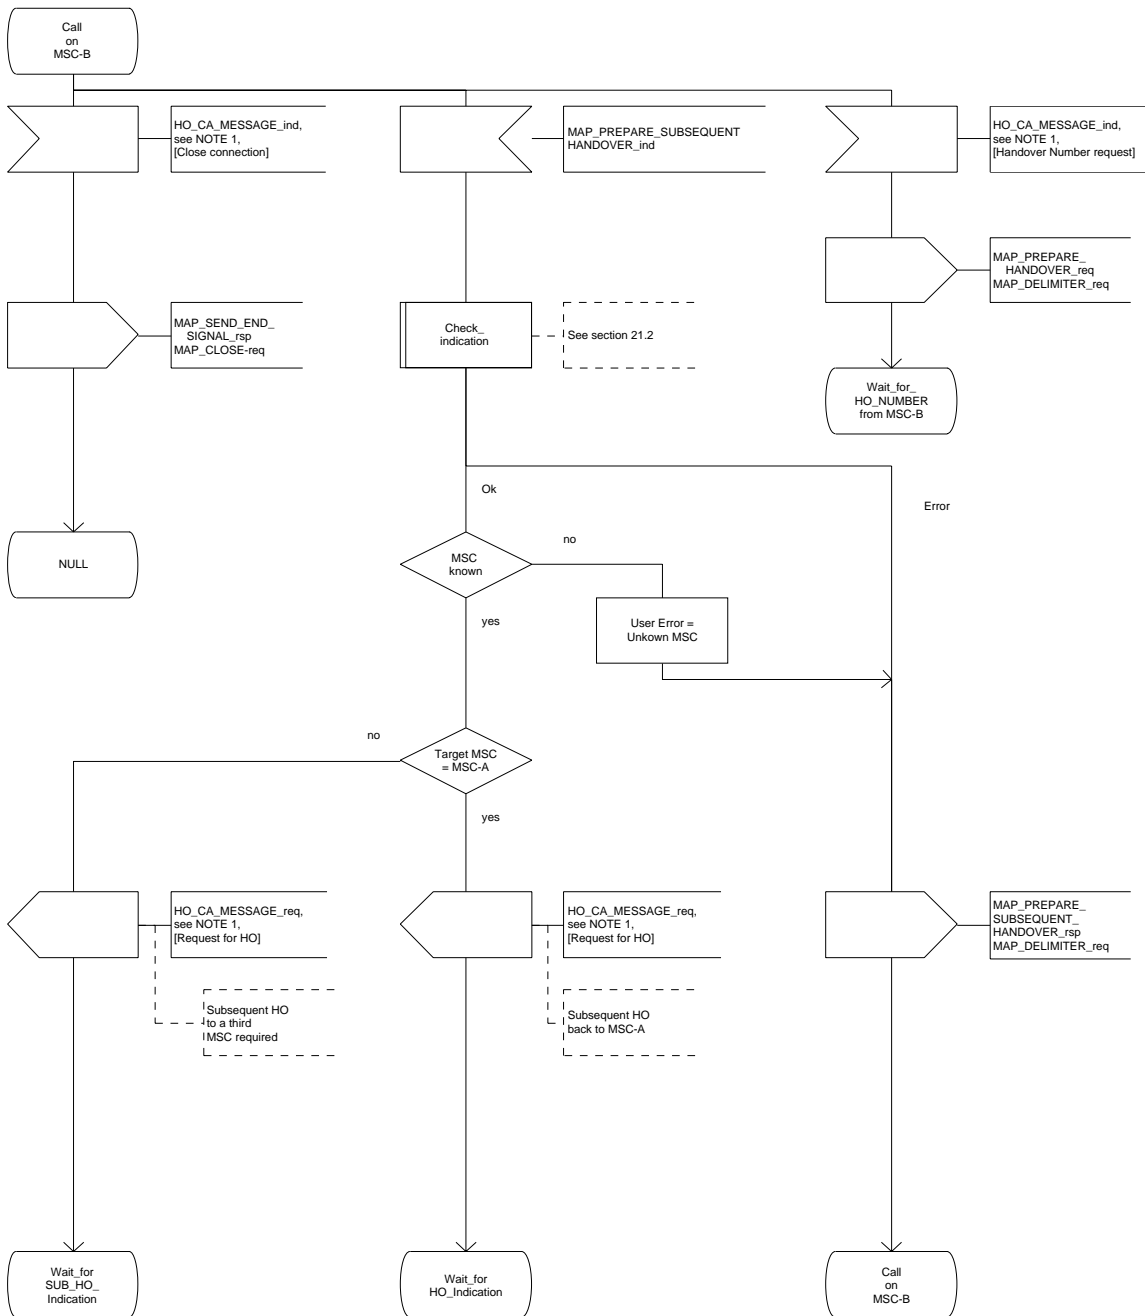 Call
on
MSC-B
HO_CA_MESSAGE_ind,
see NOTE 1,
[Close connection]
MAP_PREPARE_SUBSEQUENT
HANDOVER_ind
HO_CA_MESSAGE_ind,
see NOTE 1,
[Handover Number request]
MAP_PREPARE_
HANDOVER_req
MAP_DELIMITER_req
MAP_SEND_END_
SIGNAL_rsp
MAP_CLOSE-req
Check_
indication
See section 21.2
Wait_for_
HO_NUMBER
from MSC-B
Ok
Error
NULL
MSC
known
no
yes
User Error =
Unkown MSC
no
Target MSC
= MSC-A
yes
HO_CA_MESSAGE_req,
see NOTE 1,
[Request for HO]
HO_CA_MESSAGE_req,
see NOTE 1,
[Request for HO]
MAP_PREPARE_
SUBSEQUENT_
HANDOVER_rsp
MAP_DELIMITER_req
Subsequent HO
to a third
MSC required
Subsequent HO
back to MSC-A
Wait_for
SUB_HO_
Indication
Wait_for
HO_Indication
Call
on
MSC-B